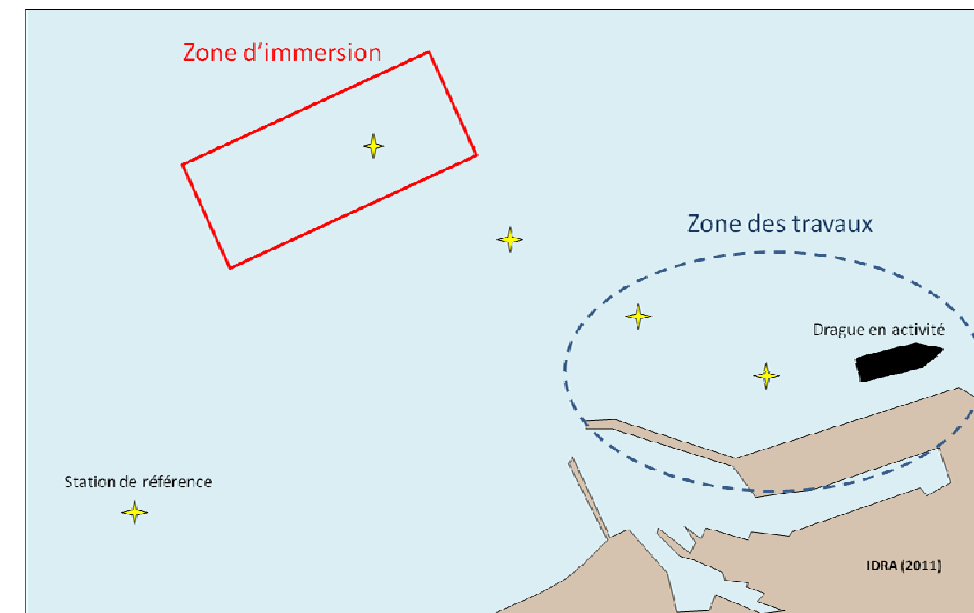 Zone d'immersion
Zone des travaux
Drague en activité
Station de référence
IDRA (2011)